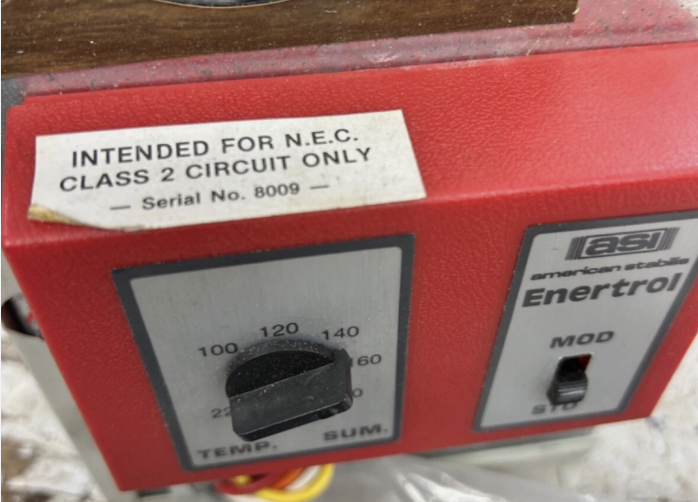 INTENDED FOR N.E.C.
CLASS 2 CIRCUIT ONLY
— Serial No. 8009 —
asi
american stabilis
Enertrol
MOD
STD
120
100 140
160
TEMP. SUM.